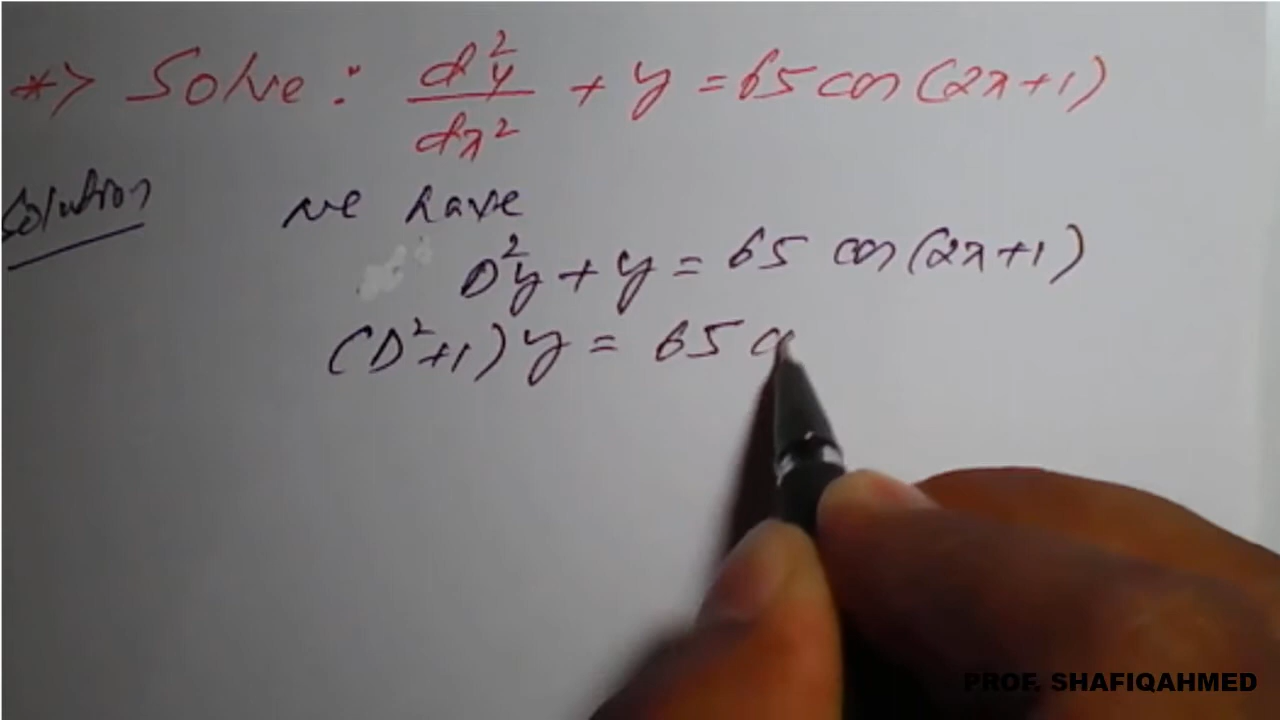 *⇒ Solve : d²y/dx² + y = 65 cos(2x+1)
Solution we have
D²y + y = 65 cos(2x+1)
(D²+1) y = 65 c
PROF. SHAFIQAHMED